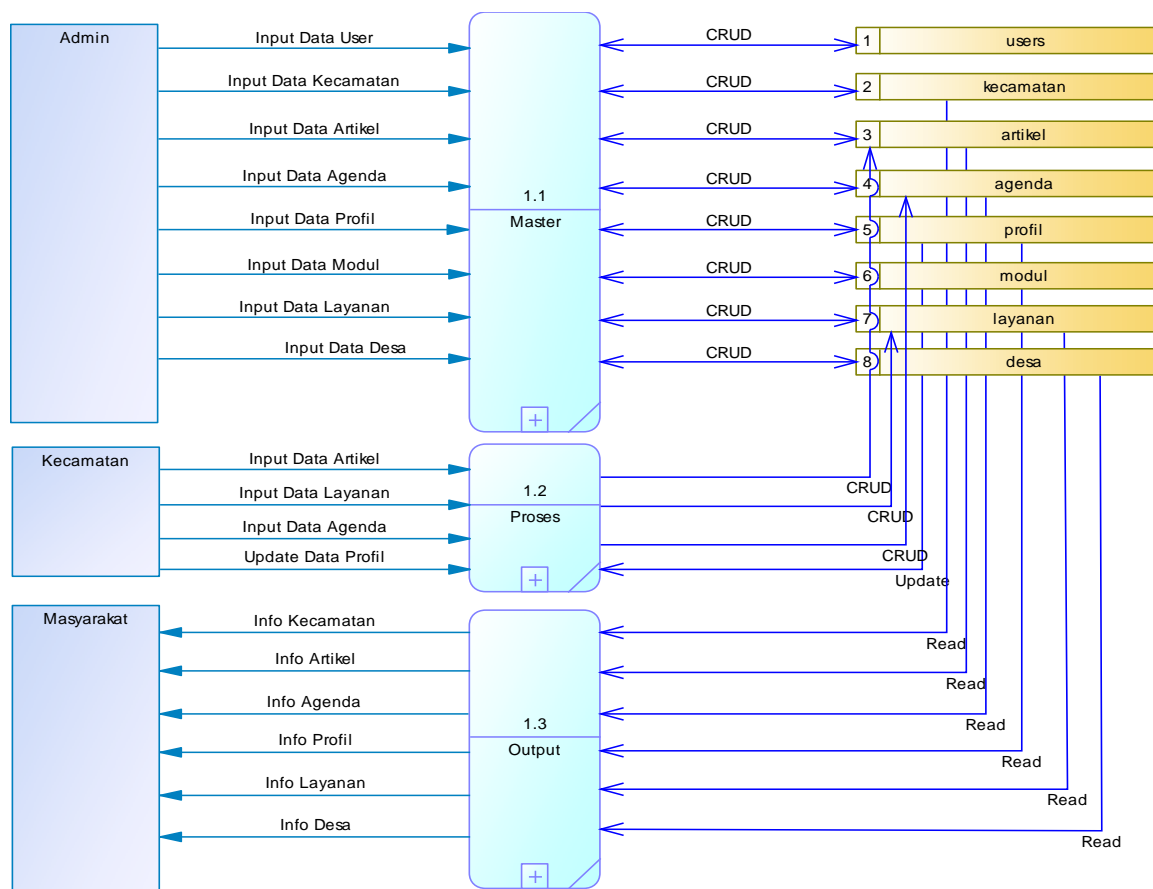 Admin
Input Data User
CRUD
1
users
Input Data Kecamatan
CRUD
2
kecamatan
Input Data Artikel
CRUD
3
artikel
Input Data Agenda
CRUD
4
agenda
1.1
Master
Input Data Profil
CRUD
5
profil
Input Data Modul
CRUD
6
modul
Input Data Layanan
CRUD
7
layanan
Input Data Desa
CRUD
8
desa
Kecamatan
Input Data Artikel
Input Data Layanan
Input Data Agenda
Update Data Profil
1.2
Proses
CRUD
CRUD
CRUD
Update
Masyarakat
Info Kecamatan
Info Artikel
Info Agenda
Info Profil
Info Layanan
Info Desa
1.3
Output
Read
Read
Read
Read
Read
Read